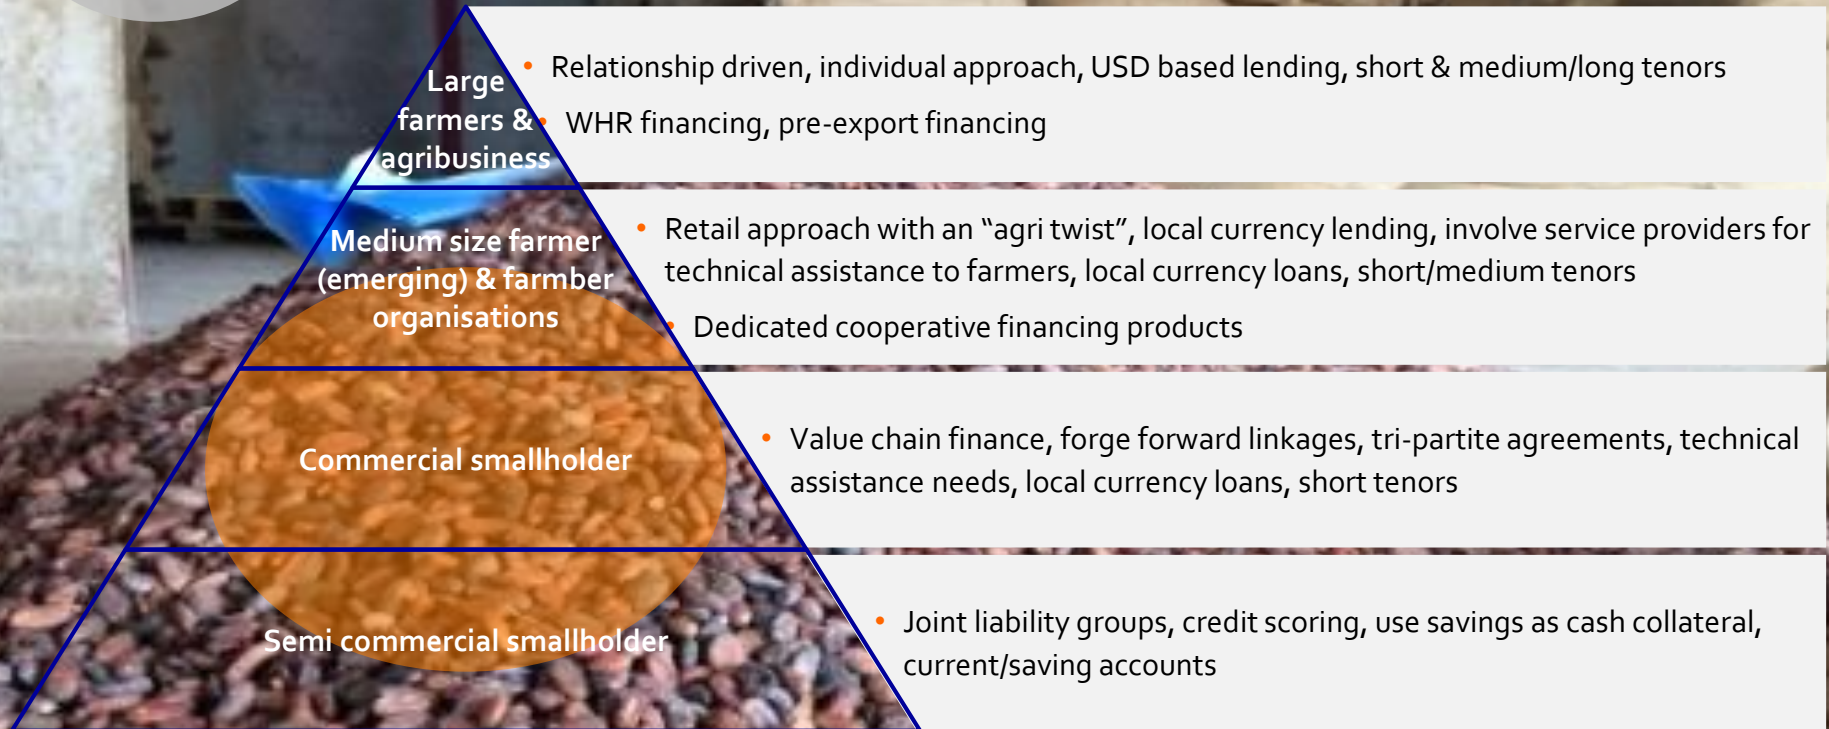 Large
farmers &
agribusiness
• Relationship driven, individual approach, USD based lending, short & medium/long tenors
• WHR financing, pre-export financing
Medium size farmer
(emerging) & farmber
organisations
• Retail approach with an “agri twist”, local currency lending, involve service providers for
technical assistance to farmers, local currency loans, short/medium tenors
• Dedicated cooperative financing products
Commercial smallholder
• Value chain finance, forge forward linkages, tri-partite agreements, technical
assistance needs, local currency loans, short tenors
Semi commercial smallholder
• Joint liability groups, credit scoring, use savings as cash collateral,
current/saving accounts